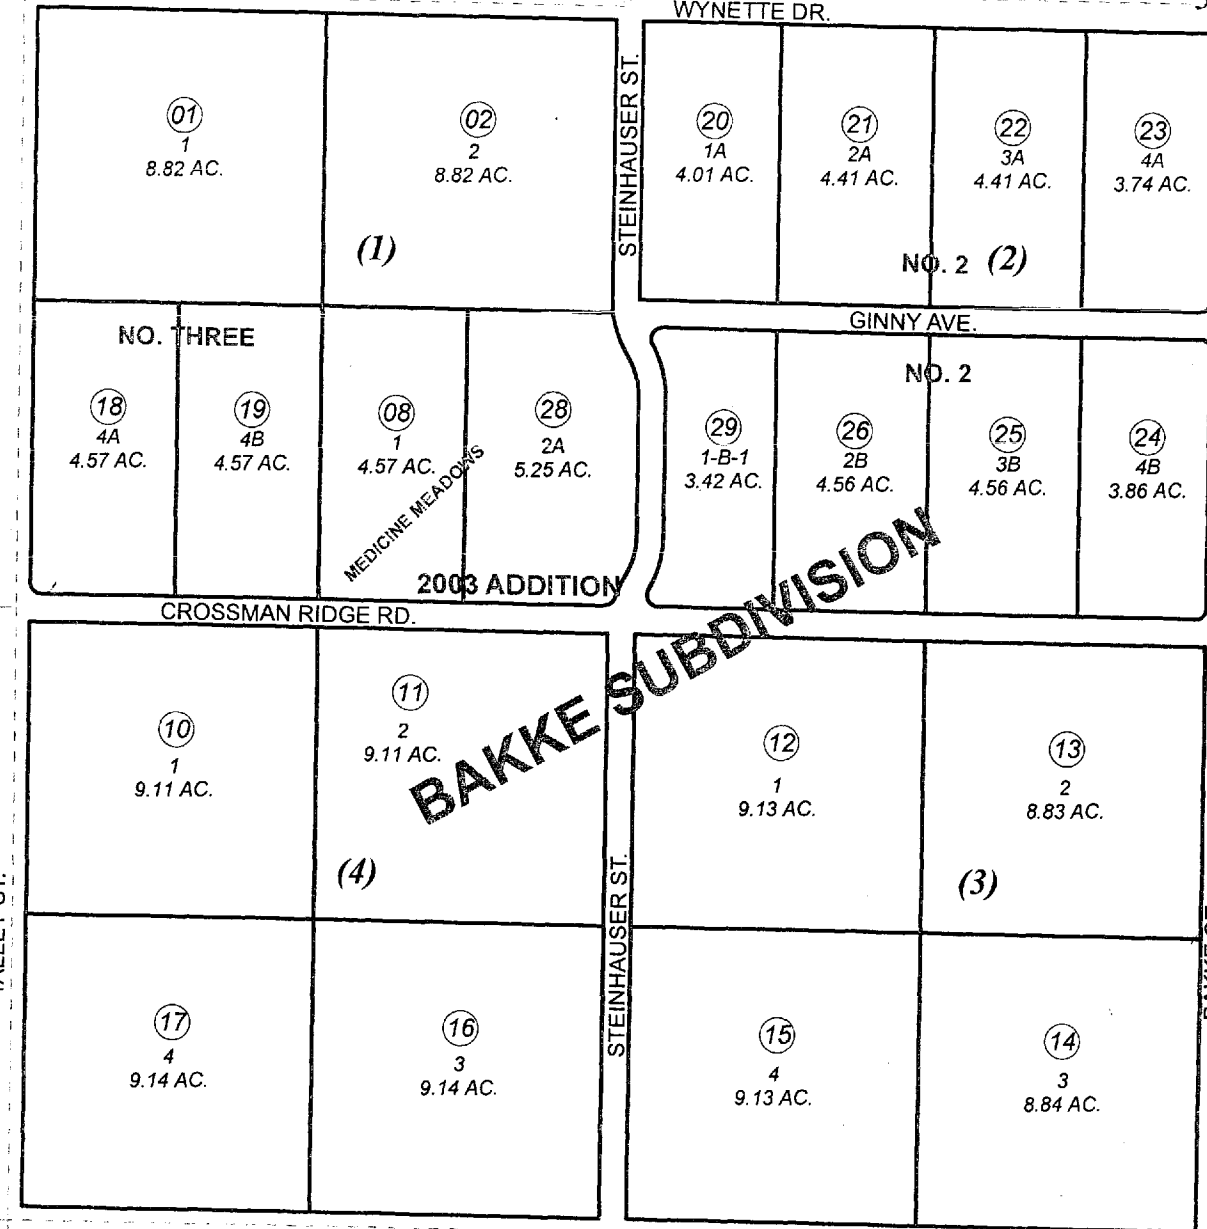 WYNETTE DR.
STEINHAUSER ST.
01
1
8.82 AC.
02
2
8.82 AC.
(1)
20
1A
4.01 AC.
21
2A
4.41 AC.
22
3A
4.41 AC.
23
4A
3.74 AC.
NO. 2 (2)
GINNY AVE.
NO. THREE
18
4A
4.57 AC.
19
4B
4.57 AC.
08
1
4.57 AC.
28
2A
5.25 AC.
MEDICINE MEADOWS
2003 ADDITION
NO. 2
29
1-B-1
3.42 AC.
26
2B
4.56 AC.
25
3B
4.56 AC.
24
4B
3.86 AC.
CROSSMAN RIDGE RD.
BAKKE SUBDIVISION
10
1
9.11 AC.
11
2
9.11 AC.
(4)
12
1
9.13 AC.
13
2
8.83 AC.
(3)
STEINHAUSER ST.
17
4
9.14 AC.
16
3
9.14 AC.
15
4
9.13 AC.
14
3
8.84 AC.